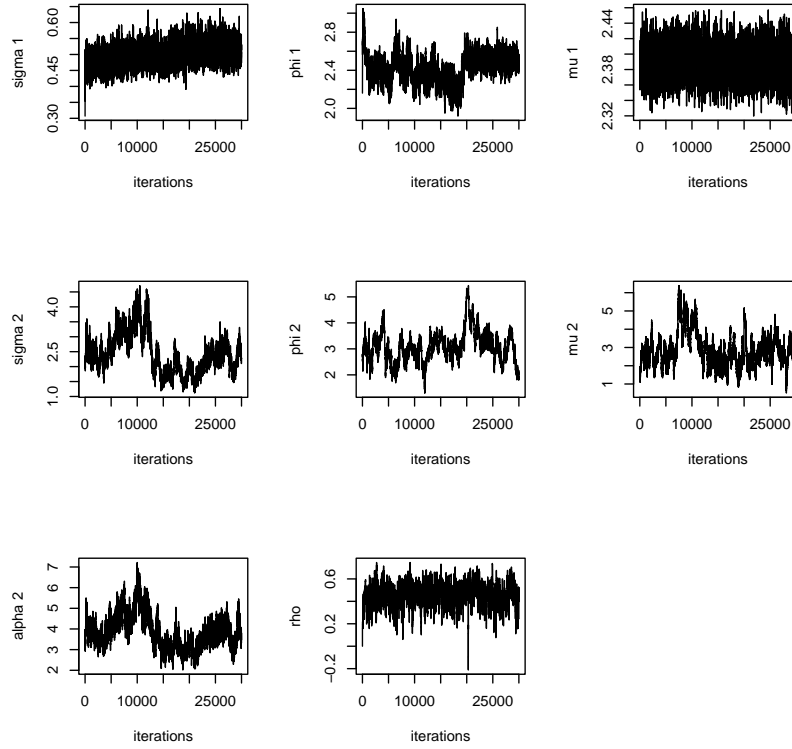 sigma 1
0.30 0.45 0.60
0 10000 25000
iterations
phi 1
2.0 2.4 2.8
0 10000 25000
iterations
mu 1
2.32 2.38 2.44
0 10000 25000
iterations
sigma 2
1.0 2.5 4.0
0 10000 25000
iterations
phi 2
2 3 4 5
0 10000 25000
iterations
mu 2
1 3 5
0 10000 25000
iterations
alpha 2
2 3 4 5 6 7
0 10000 25000
iterations
rho
−0.2 0.2 0.6
0 10000 25000
iterations